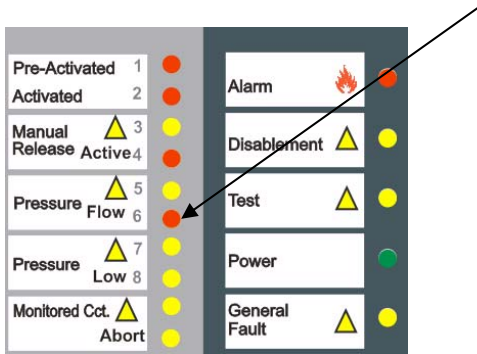 Pre-Activated 1
Activated 2
Manual 3
Release Active 4
5
Pressure Flow 6
7
Pressure Low 8
Monitored Cct.
Abort
Alarm
Disablement
Test
Power
General
Fault